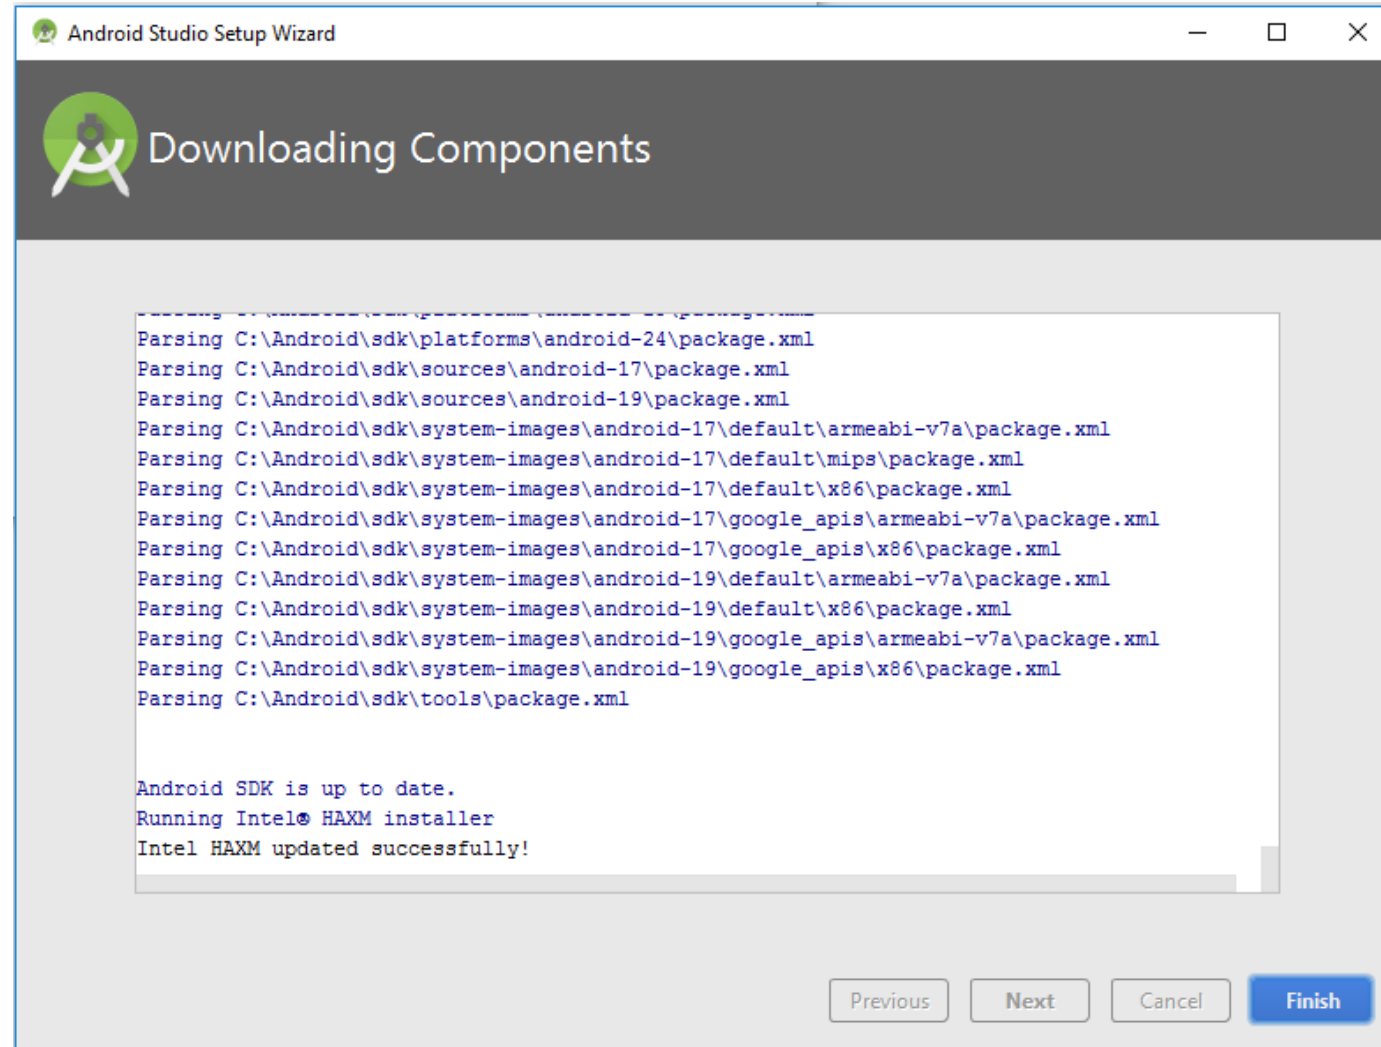 Android Studio Setup Wizard
Downloading Components
Parsing C:\Android\sdk\platforms\android-24\package.xml
Parsing C:\Android\sdk\sources\android-17\package.xml
Parsing C:\Android\sdk\sources\android-19\package.xml
Parsing C:\Android\sdk\system-images\android-17\default\armeabi-v7a\package.xml
Parsing C:\Android\sdk\system-images\android-17\default\mips\package.xml
Parsing C:\Android\sdk\system-images\android-17\default\x86\package.xml
Parsing C:\Android\sdk\system-images\android-17\google_apis\armeabi-v7a\package.xml
Parsing C:\Android\sdk\system-images\android-17\google_apis\x86\package.xml
Parsing C:\Android\sdk\system-images\android-19\default\armeabi-v7a\package.xml
Parsing C:\Android\sdk\system-images\android-19\default\x86\package.xml
Parsing C:\Android\sdk\system-images\android-19\google_apis\armeabi-v7a\package.xml
Parsing C:\Android\sdk\system-images\android-19\google_apis\x86\package.xml
Parsing C:\Android\sdk\tools\package.xml
Android SDK is up to date.
Running Intel® HAXM installer
Intel HAXM updated successfully!
Previous Next Cancel Finish